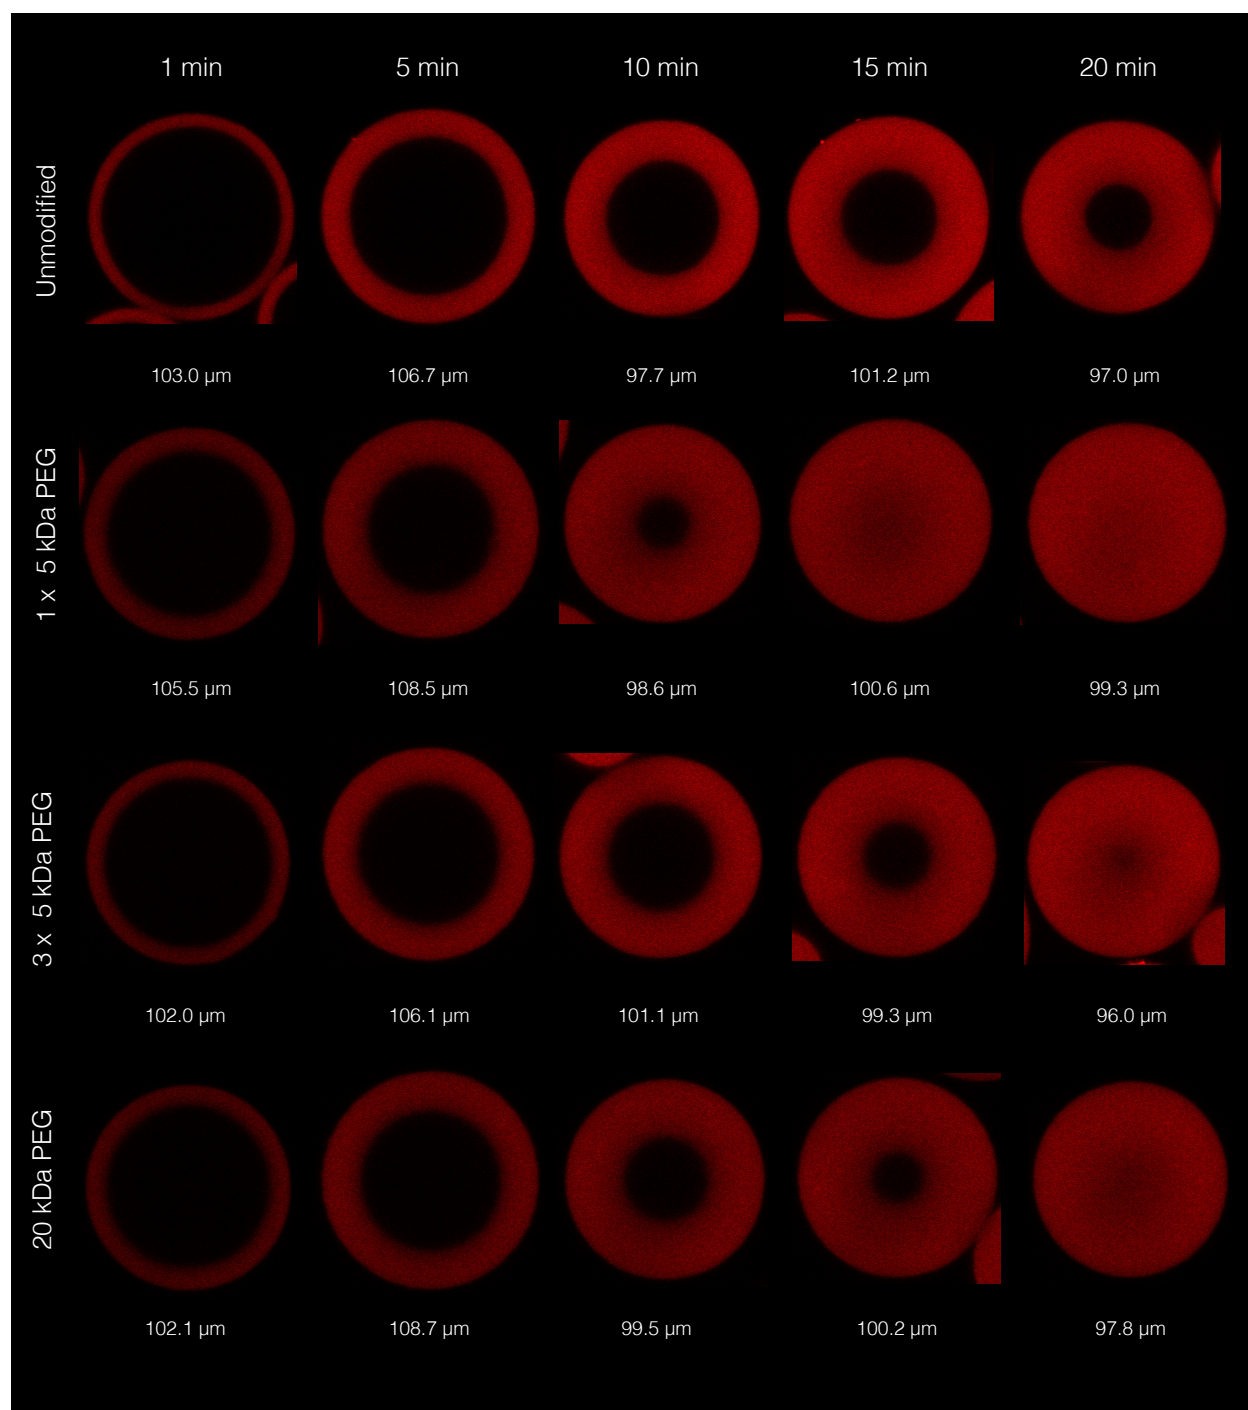 1 min 5 min 10 min 15 min 20 min
Unmodified
103.0 µm 106.7 µm 97.7 µm 101.2 µm 97.0 µm
1 x 5 kDa PEG
105.5 µm 108.5 µm 98.6 µm 100.6 µm 99.3 µm
3 x 5 kDa PEG
102.0 µm 106.1 µm 101.1 µm 99.3 µm 96.0 µm
20 kDa PEG
102.1 µm 108.7 µm 99.5 µm 100.2 µm 97.8 µm